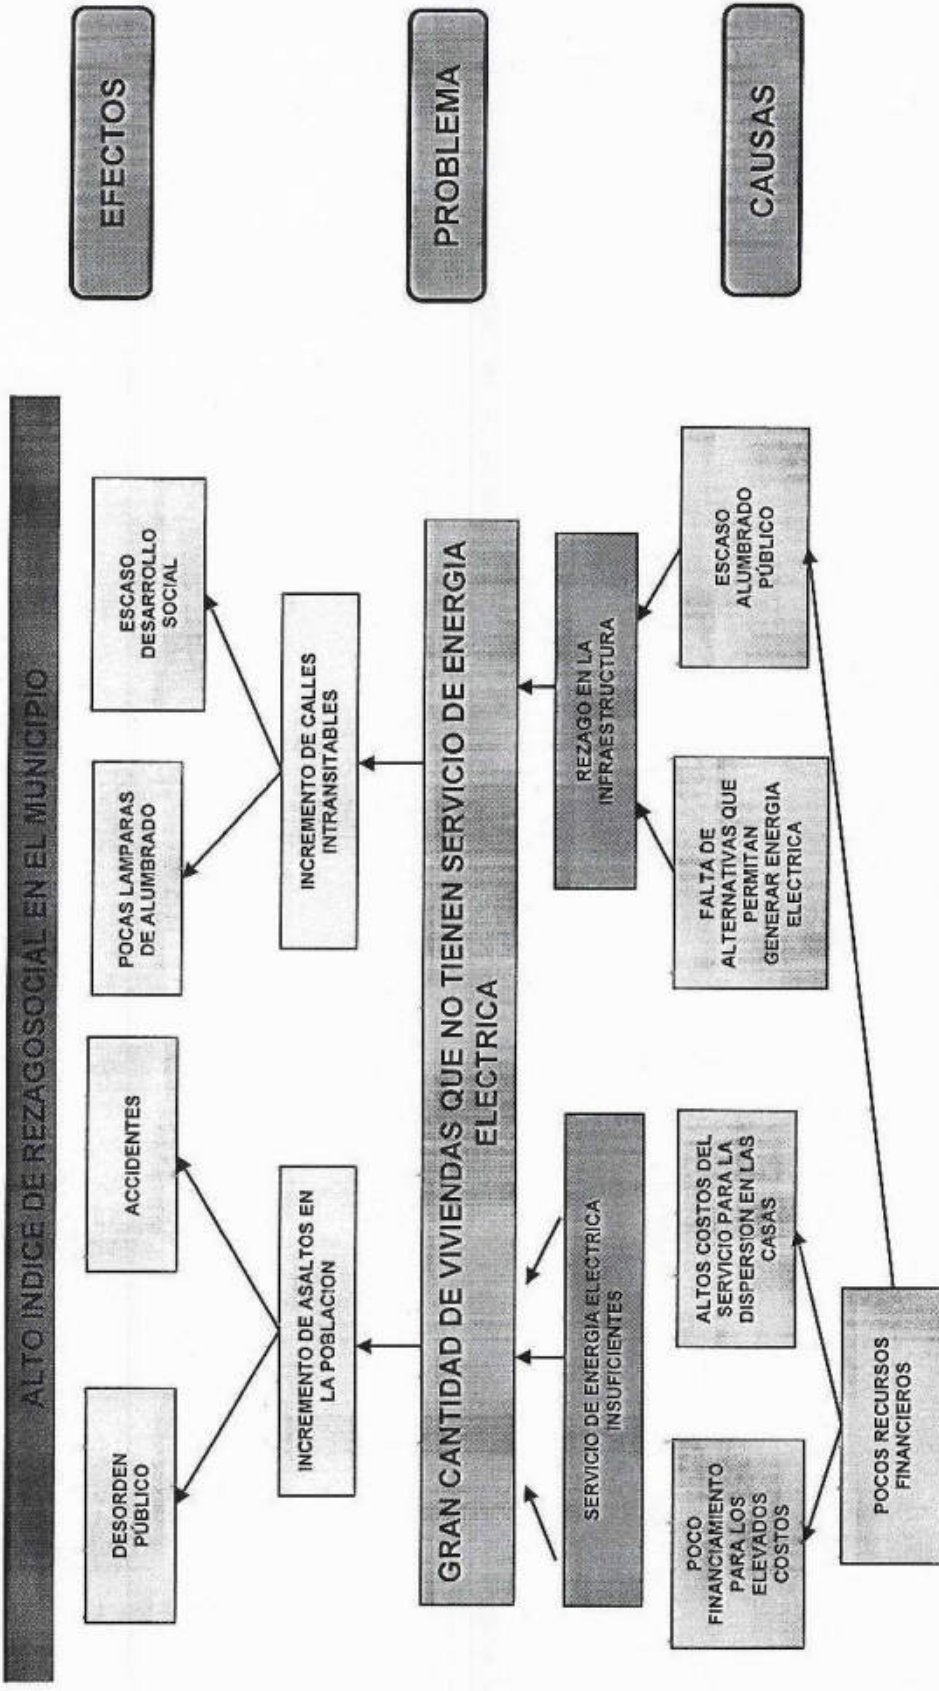 ALTO INDICE DE REZAGOSOCIAL EN EL MUNICIPIO
EFECTOS
DESORDEN
PÚBLICO
ACCIDENTES
POCAS LAMPARAS
DE ALUMBRADO
ESCASO
DESARROLLO
SOCIAL
INCREMENTO DE ASALTOS EN
LA POBLACION
INCREMENTO DE CALLES
INTRANSITABLES
GRAN CANTIDAD DE VIVIENDAS QUE NO TIENEN SERVICIO DE ENERGIA
ELECTRICA
PROBLEMA
SERVICIO DE ENERGIA ELECTRICA
INSUFICIENTES
REZAGO EN LA
INFRAESTRUCTURA
POCO
FINANCIAMIENTO
PARA LOS
ELEVADOS
COSTOS
ALTOS COSTOS DEL
SERVICIO PARA LA
DISPERSION EN LAS
CASAS
FALTA DE
ALTERNATIVAS QUE
PERMITAN
GENERAR ENERGIA
ELECTRICA
ESCASO
ALUMBRADO
PÚBLICO
CAUSAS
POCOS RECURSOS
FINANCIEROS